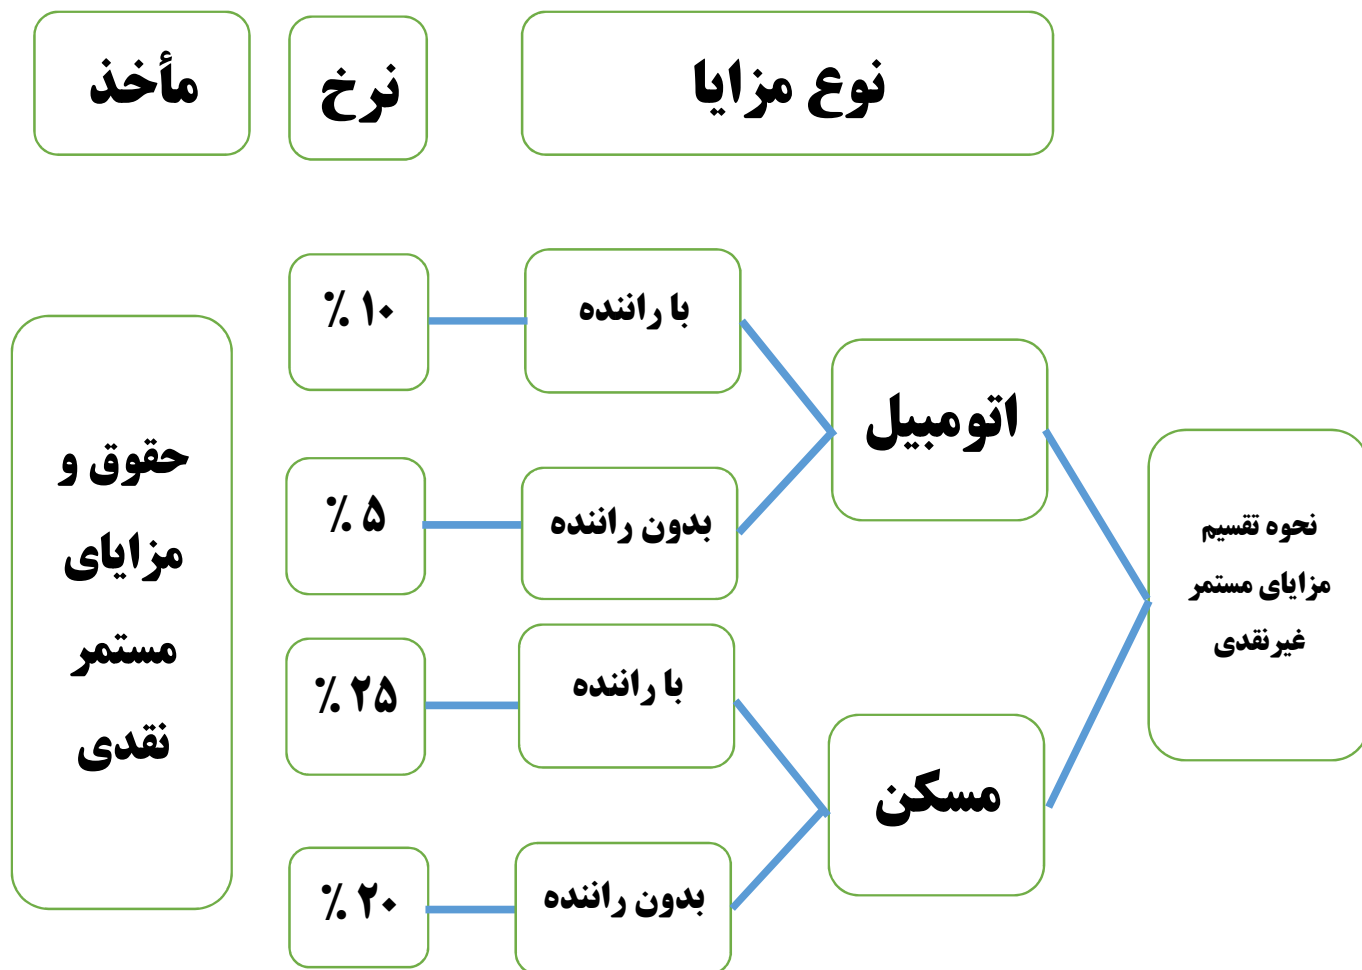 نوع مزایا
نرخ
مأخذ
نحوه تقسیم
مزایای مستمر
غیرنقدی
اتومبیل
با راننده
۱۰ %
بدون راننده
۵ %
مسکن
با راننده
۲۵ %
بدون راننده
۲۰ %
حقوق و
مزایای
مستمر
نقدی